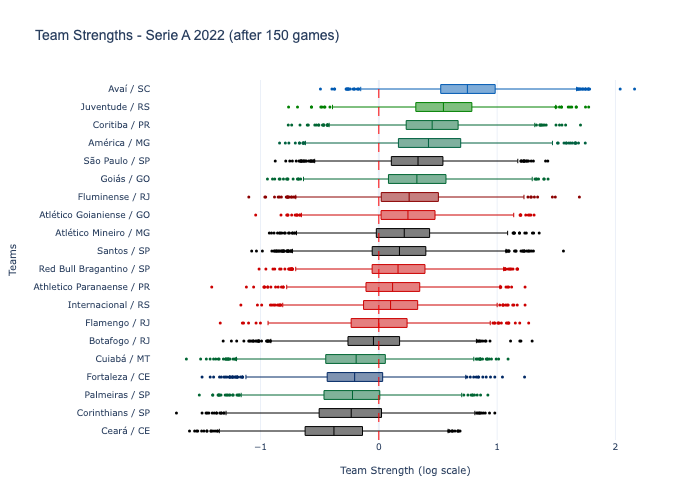 Team Strengths - Serie A 2022 (after 150 games)
Avaí / SC
Juventude / RS
Coritiba / PR
América / MG
São Paulo / SP
Goiás / GO
Fluminense / RJ
Atlético Goianiense / GO
Atlético Mineiro / MG
Santos / SP
Red Bull Bragantino / SP
Athletico Paranaense / PR
Internacional / RS
Flamengo / RJ
Botafogo / RJ
Cuiabá / MT
Fortaleza / CE
Palmeiras / SP
Corinthians / SP
Ceará / CE
Teams
−1 0 1 2
Team Strength (log scale)